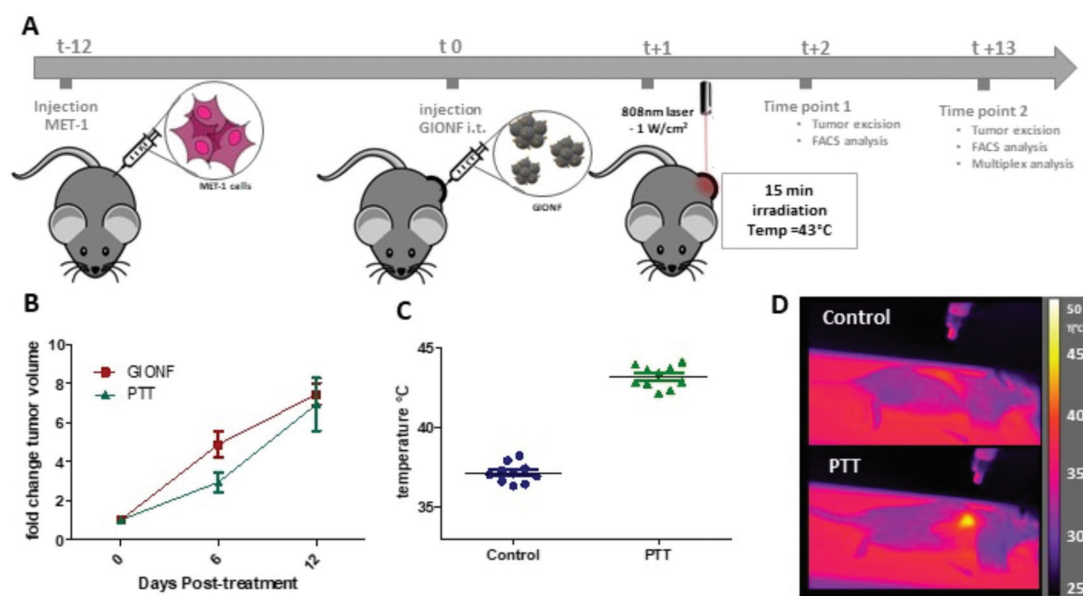 A
t-12
t 0
t+1
t+2
t +13
Injection
MET-1
MET-1 cells
injection
GIONF i.t.
GIONF
808nm laser
- 1 W/cm²
15 min
irradiation
Temp =43°C
Time point 1
• Tumor excision
• FACS analysis
Time point 2
• Tumor excision
• FACS analysis
• Multiplex analysis
B
fold change tumor volume
10
8
6
4
2
0
GIONF
PTT
0
6
12
Days Post-treatment
C
temperature °C
45
40
35
Control
PTT
D
Control
PTT
50
45
40
35
30
25